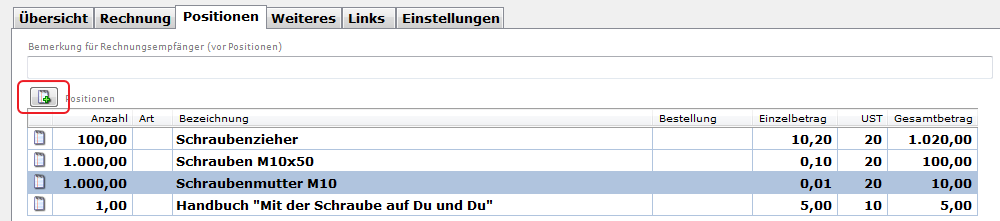 Übersicht Rechnung Positionen Weiteres Links Einstellungen
Bemerkung für Rechnungsempfänger (vor Positionen)
Positionen
Anzahl Art Bezeichnung Bestellung Einzelbetrag UST Gesamtbetrag
100,00 Schraubenzieher 10,20 20 1.020,00
1.000,00 Schrauben M10x50 0,10 20 100,00
1.000,00 Schraubenmutter M10 0,01 20 10,00
1,00 Handbuch "Mit der Schraube auf Du und Du" 5,00 10 5,00